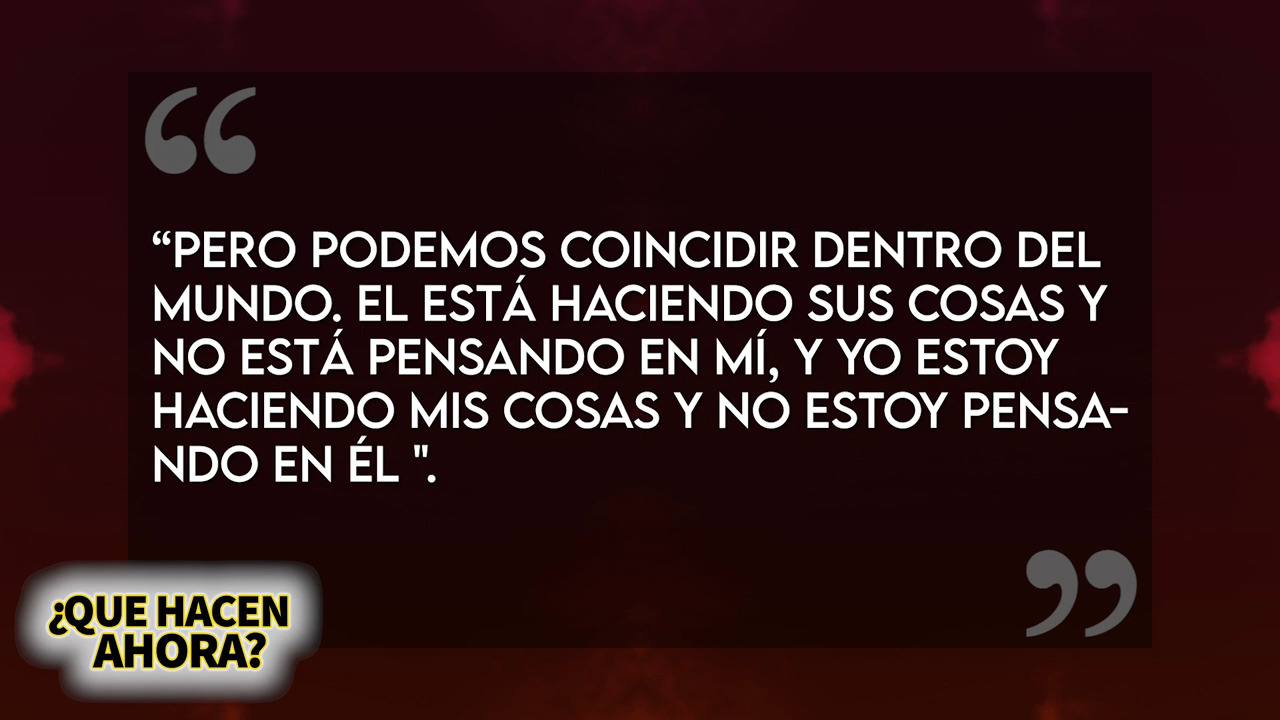 “PERO PODEMOS COINCIDIR DENTRO DEL
MUNDO. EL ESTÁ HACIENDO SUS COSAS Y
NO ESTÁ PENSANDO EN MÍ, Y YO ESTOY
HACIENDO MIS COSAS Y NO ESTOY PENSA-
NDO EN ÉL ".
¿QUE HACEN
AHORA?